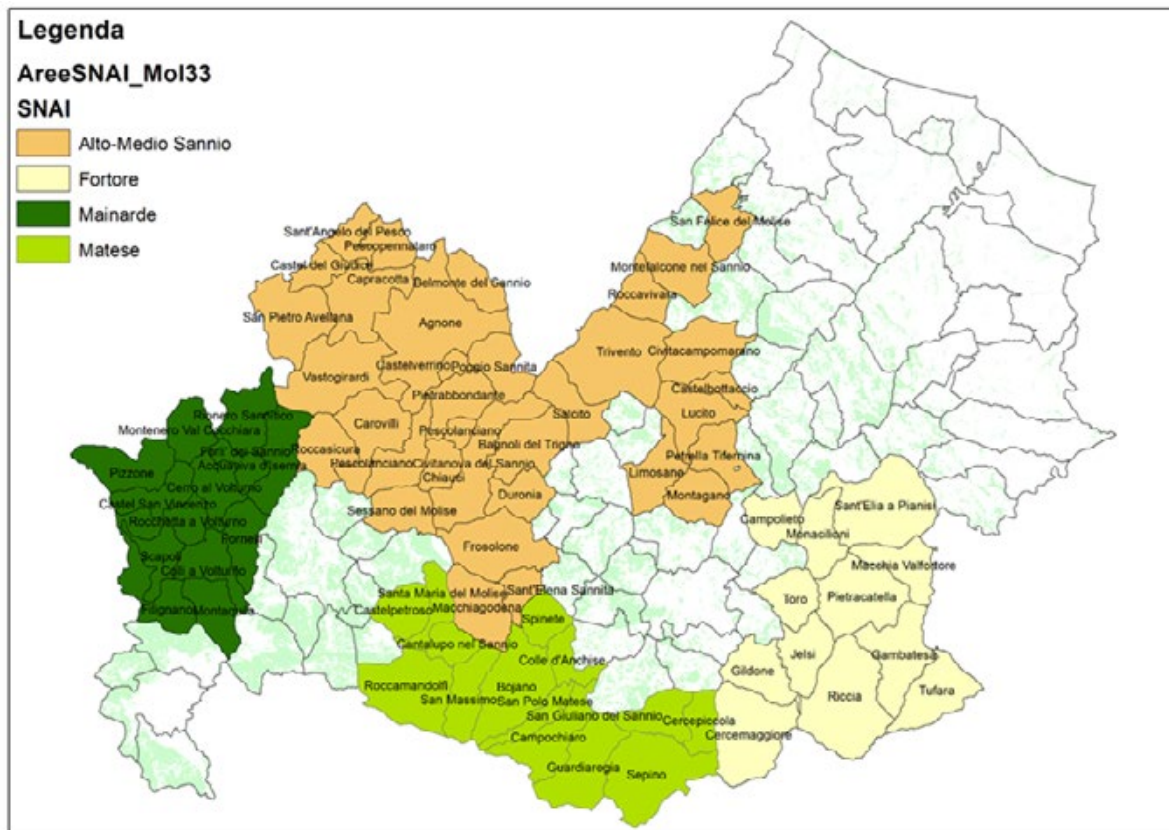 Legenda
AreeSNAI_Mol33
SNAI
Alto-Medio Sannio
Fortore
Mainarde
Matese
San Felice del Molise
Sant'Angelo del Pesco
Pescopennataro
Castel del Giudice
Capracotta
Belmonte del Sannio
Montefalcone nel Sannio
Roccavivara
San Pietro Avellana
Agnone
Trivento
Civitacampomarano
Castelverrino
Poggio Sannita
Vastogirardi
Pietrabbondante
Castelbottaccio
Rionero Sannitico
Salcito
Lucito
Carovilli
Montenero Val Cocchiara
Pescolanciano
Forli del Sannio
Roccasicura
Bagnoli del Trigno
Acquaviva d'Isernia
Petrella Tifernina
Pizzone
Pescolanciano
Civitanova del Sannio
Limosano
Chiauci
Cerro al Volturno
Duronia
Montagano
Castel San Vincenzo
Sessano del Molise
Sant'Elia a Pianisi
Rocchetta a Volturno
Campolieto
Monacilioni
Fornelli
Frosolone
Scapoli
Macchia Valfortore
Colli a Volturno
Sant'Elena Sannita
Santa Maria del Molise
Toro
Pietracatella
Filignano
Montaquila
Castelpetroso
Macchiagodena
Spinete
Cantalupo nel Sannio
Jelsi
Gambatesa
Colle d'Anchise
Gildone
Roccamandolfi
Bojano
Riccia
Tufara
San Massimo
San Polo Matese
San Giuliano del Sannio
Cercepiccola
Campochiaro
Cercemaggiore
Guardiaregia
Sepino